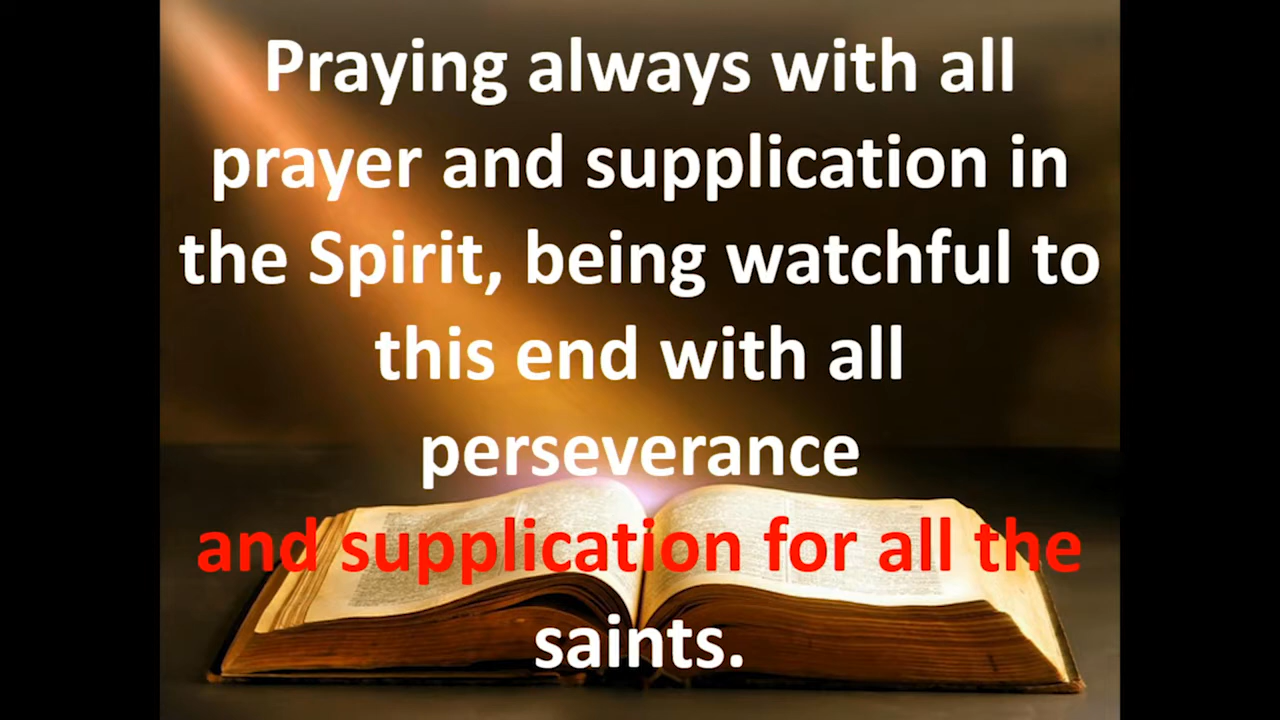 Praying always with all
prayer and supplication in
the Spirit, being watchful to
this end with all
perseverance
and supplication for all the
saints.